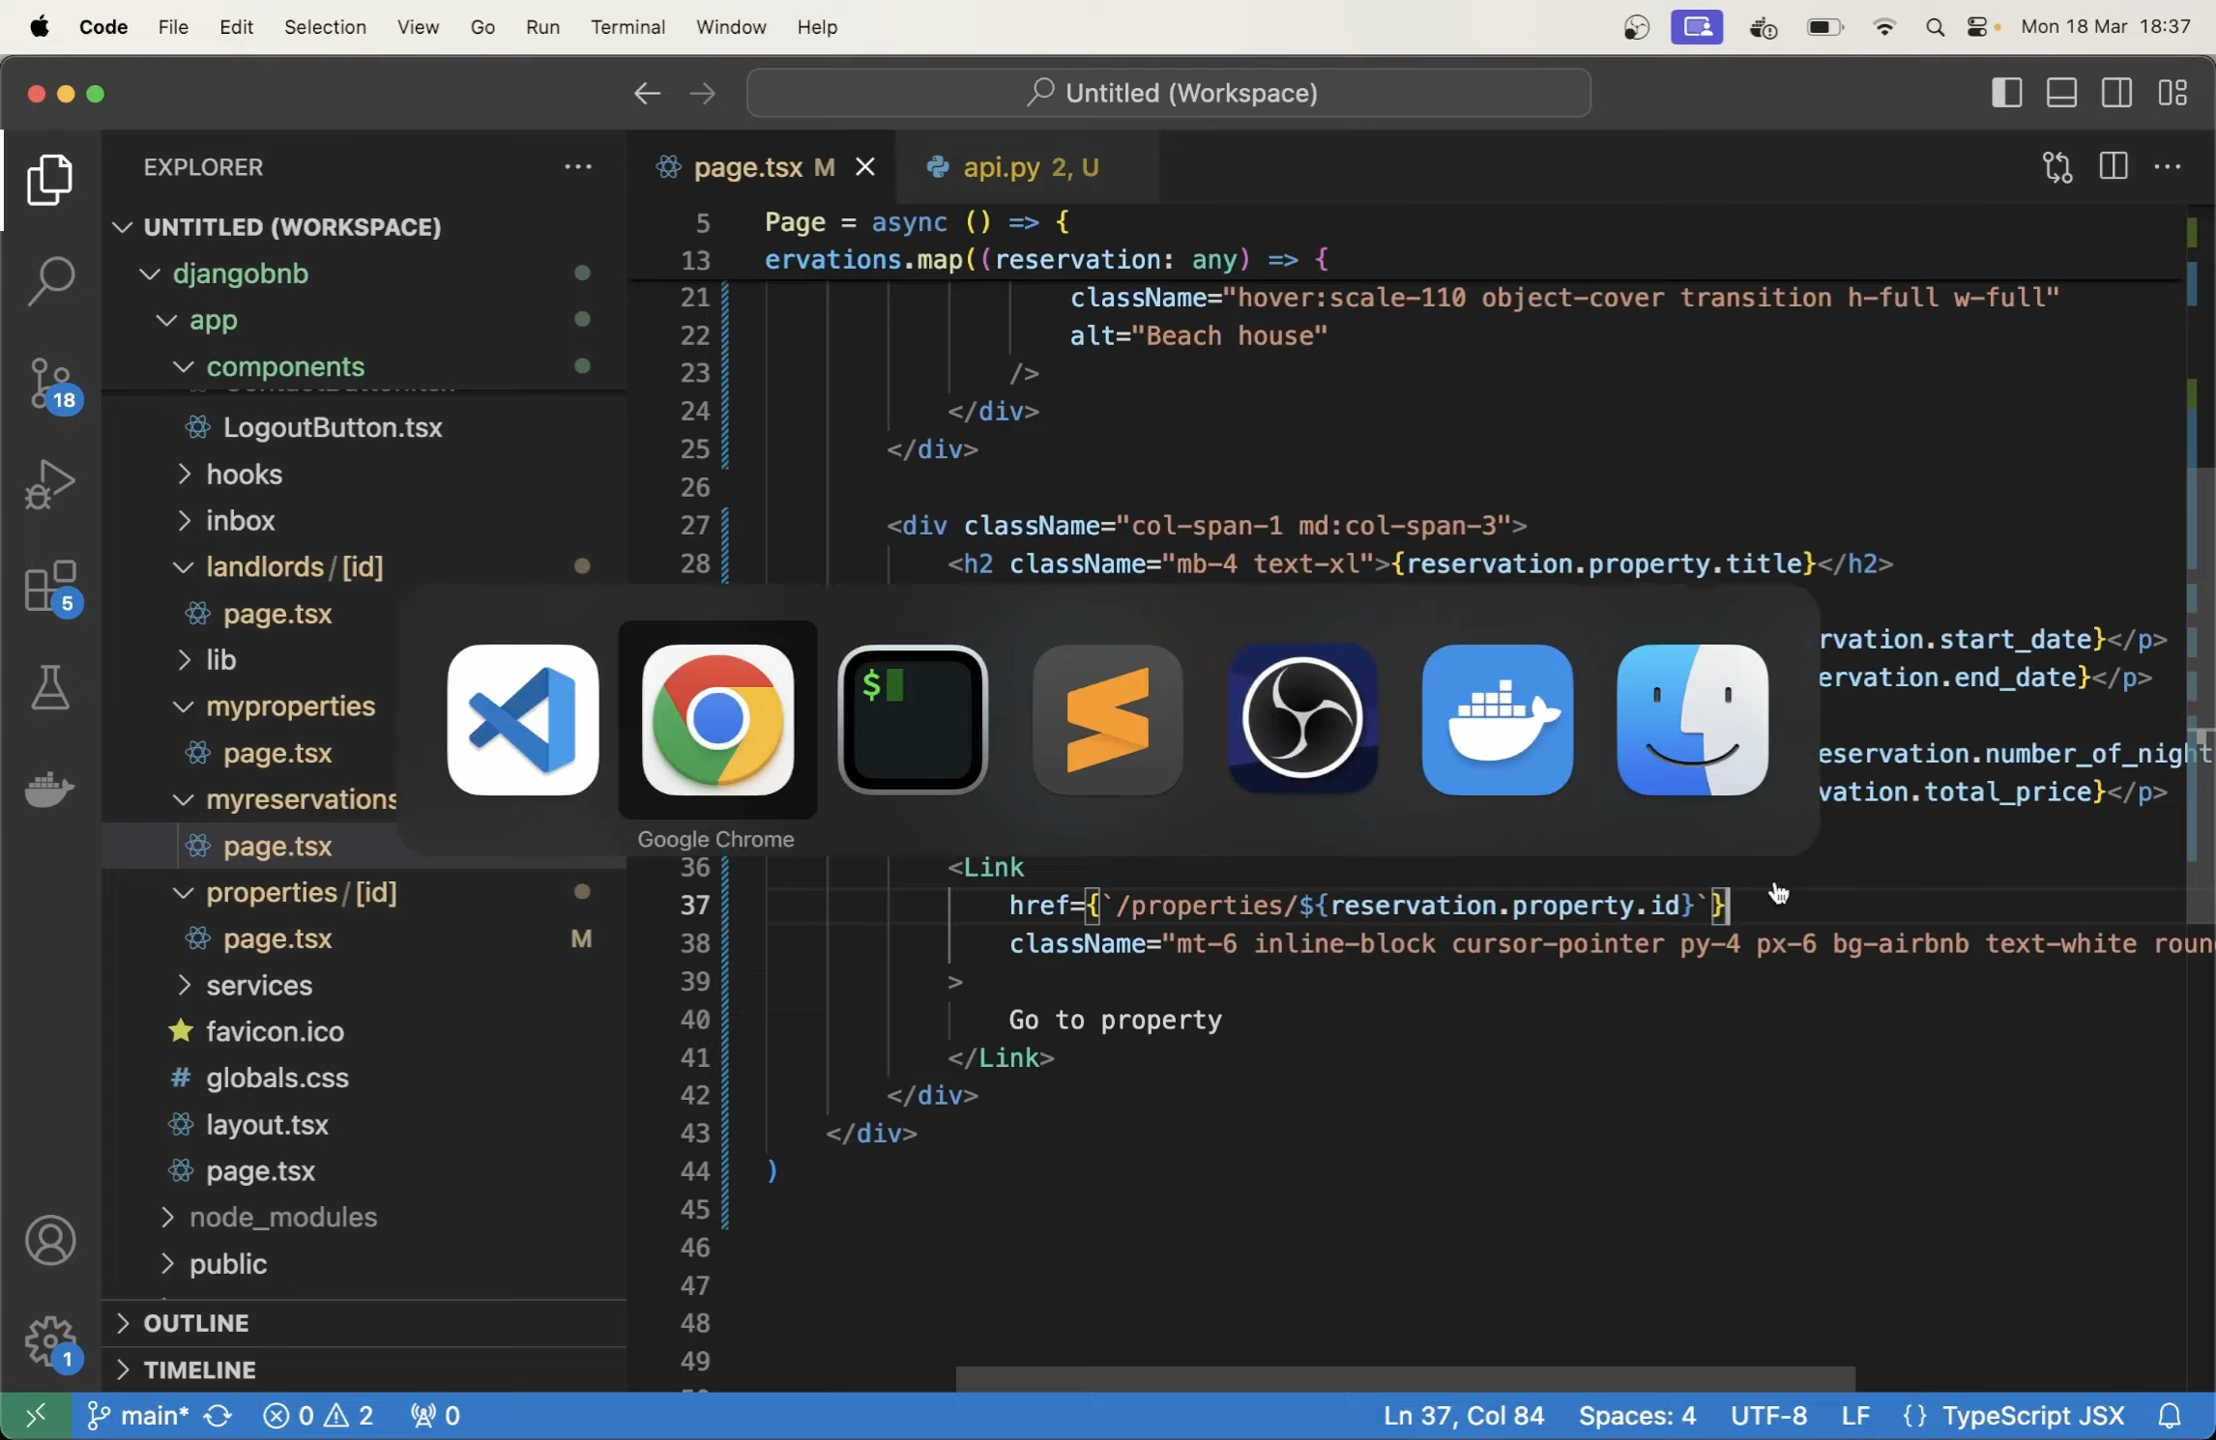 Code File Edit Selection View Go Run Terminal Window Help Mon 18 Mar 18:37
Untitled (Workspace)
EXPLORER
page.tsx M
api.py 2, U
UNTITLED (WORKSPACE)
djangobnb
app
components
LogoutButton.tsx
hooks
inbox
landlords/[id]
page.tsx
lib
myproperties
page.tsx
myreservations
page.tsx
properties/[id]
page.tsx M
services
favicon.ico
globals.css
layout.tsx
page.tsx
node_modules
public
OUTLINE
TIMELINE
18
5
1
5 Page = async () => {
13 ervations.map((reservation: any) => {
21 className="hover:scale-110 object-cover transition h-full w-full"
22 alt="Beach house"
23 />
24 </div>
25 </div>
26
27 <div className="col-span-1 md:col-span-3">
28 <h2 className="mb-4 text-xl">{reservation.property.title}</h2>
rvation.start_date}</p>
ervation.end_date}</p>
eservation.number_of_night
vation.total_price}</p>
$
Google Chrome
36 <Link
37 href={`/properties/${reservation.property.id}`}
38 className="mt-6 inline-block cursor-pointer py-4 px-6 bg-airbnb text-white roun
39 >
40 Go to property
41 </Link>
42 </div>
43 </div>
44 )
45
46
47
48
49
main* 0 2 0 Ln 37, Col 84 Spaces: 4 UTF-8 LF {} TypeScript JSX